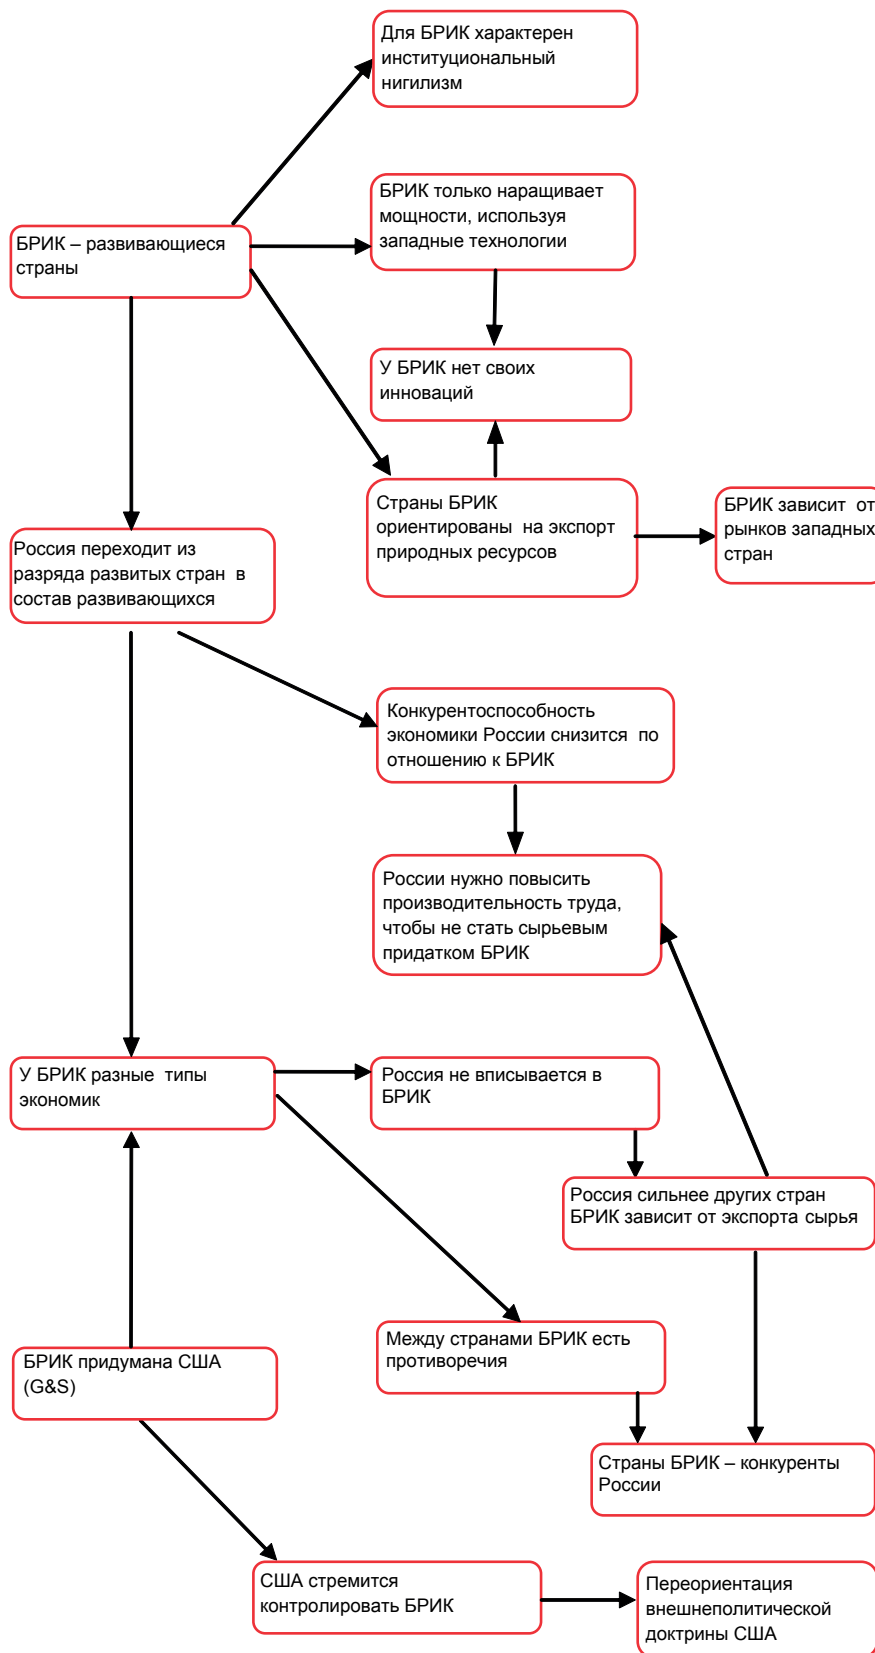 Для БРИК характерен
институциональный
нигилизм
БРИК только наращивает
мощности, используя
западные технологии
БРИК – развивающиеся
страны
У БРИК нет своих
инноваций
Страны БРИК
ориентированы на экспорт
природных ресурсов
БРИК зависит от
рынков западных
стран
Россия переходит из
разряда развитых стран в
состав развивающихся
Конкурентоспособность
экономики России снизится по
отношению к БРИК
России нужно повысить
производительность труда,
чтобы не стать сырьевым
придатком БРИК
У БРИК разные типы
экономик
Россия не вписывается в
БРИК
Россия сильнее других стран
БРИК зависит от экспорта сырья
Между странами БРИК есть
противоречия
БРИК придумана США
(G&S)
Страны БРИК – конкуренты
России
США стремится
контролировать БРИК
Переориентация
внешнеполитической
доктрины США